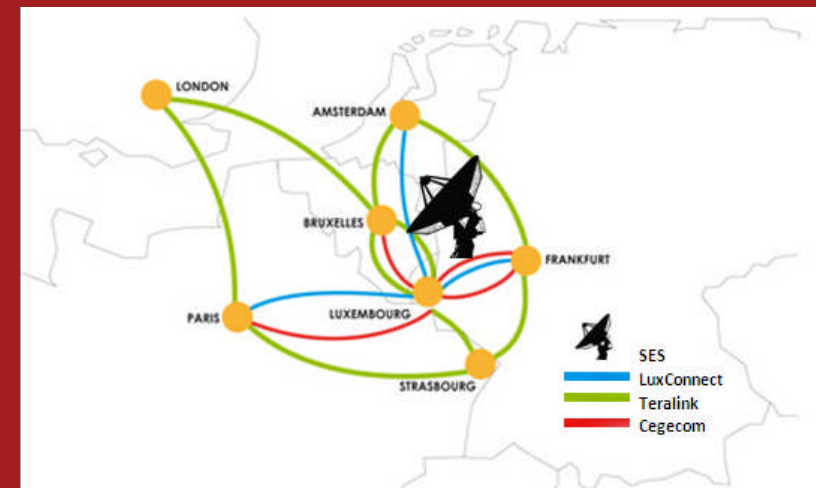 LONDON
AMSTERDAM
BRUXELLES
FRANKFURT
LUXEMBOURG
PARIS
STRASBOURG
SES
LuxConnect
Teralink
Cegecom